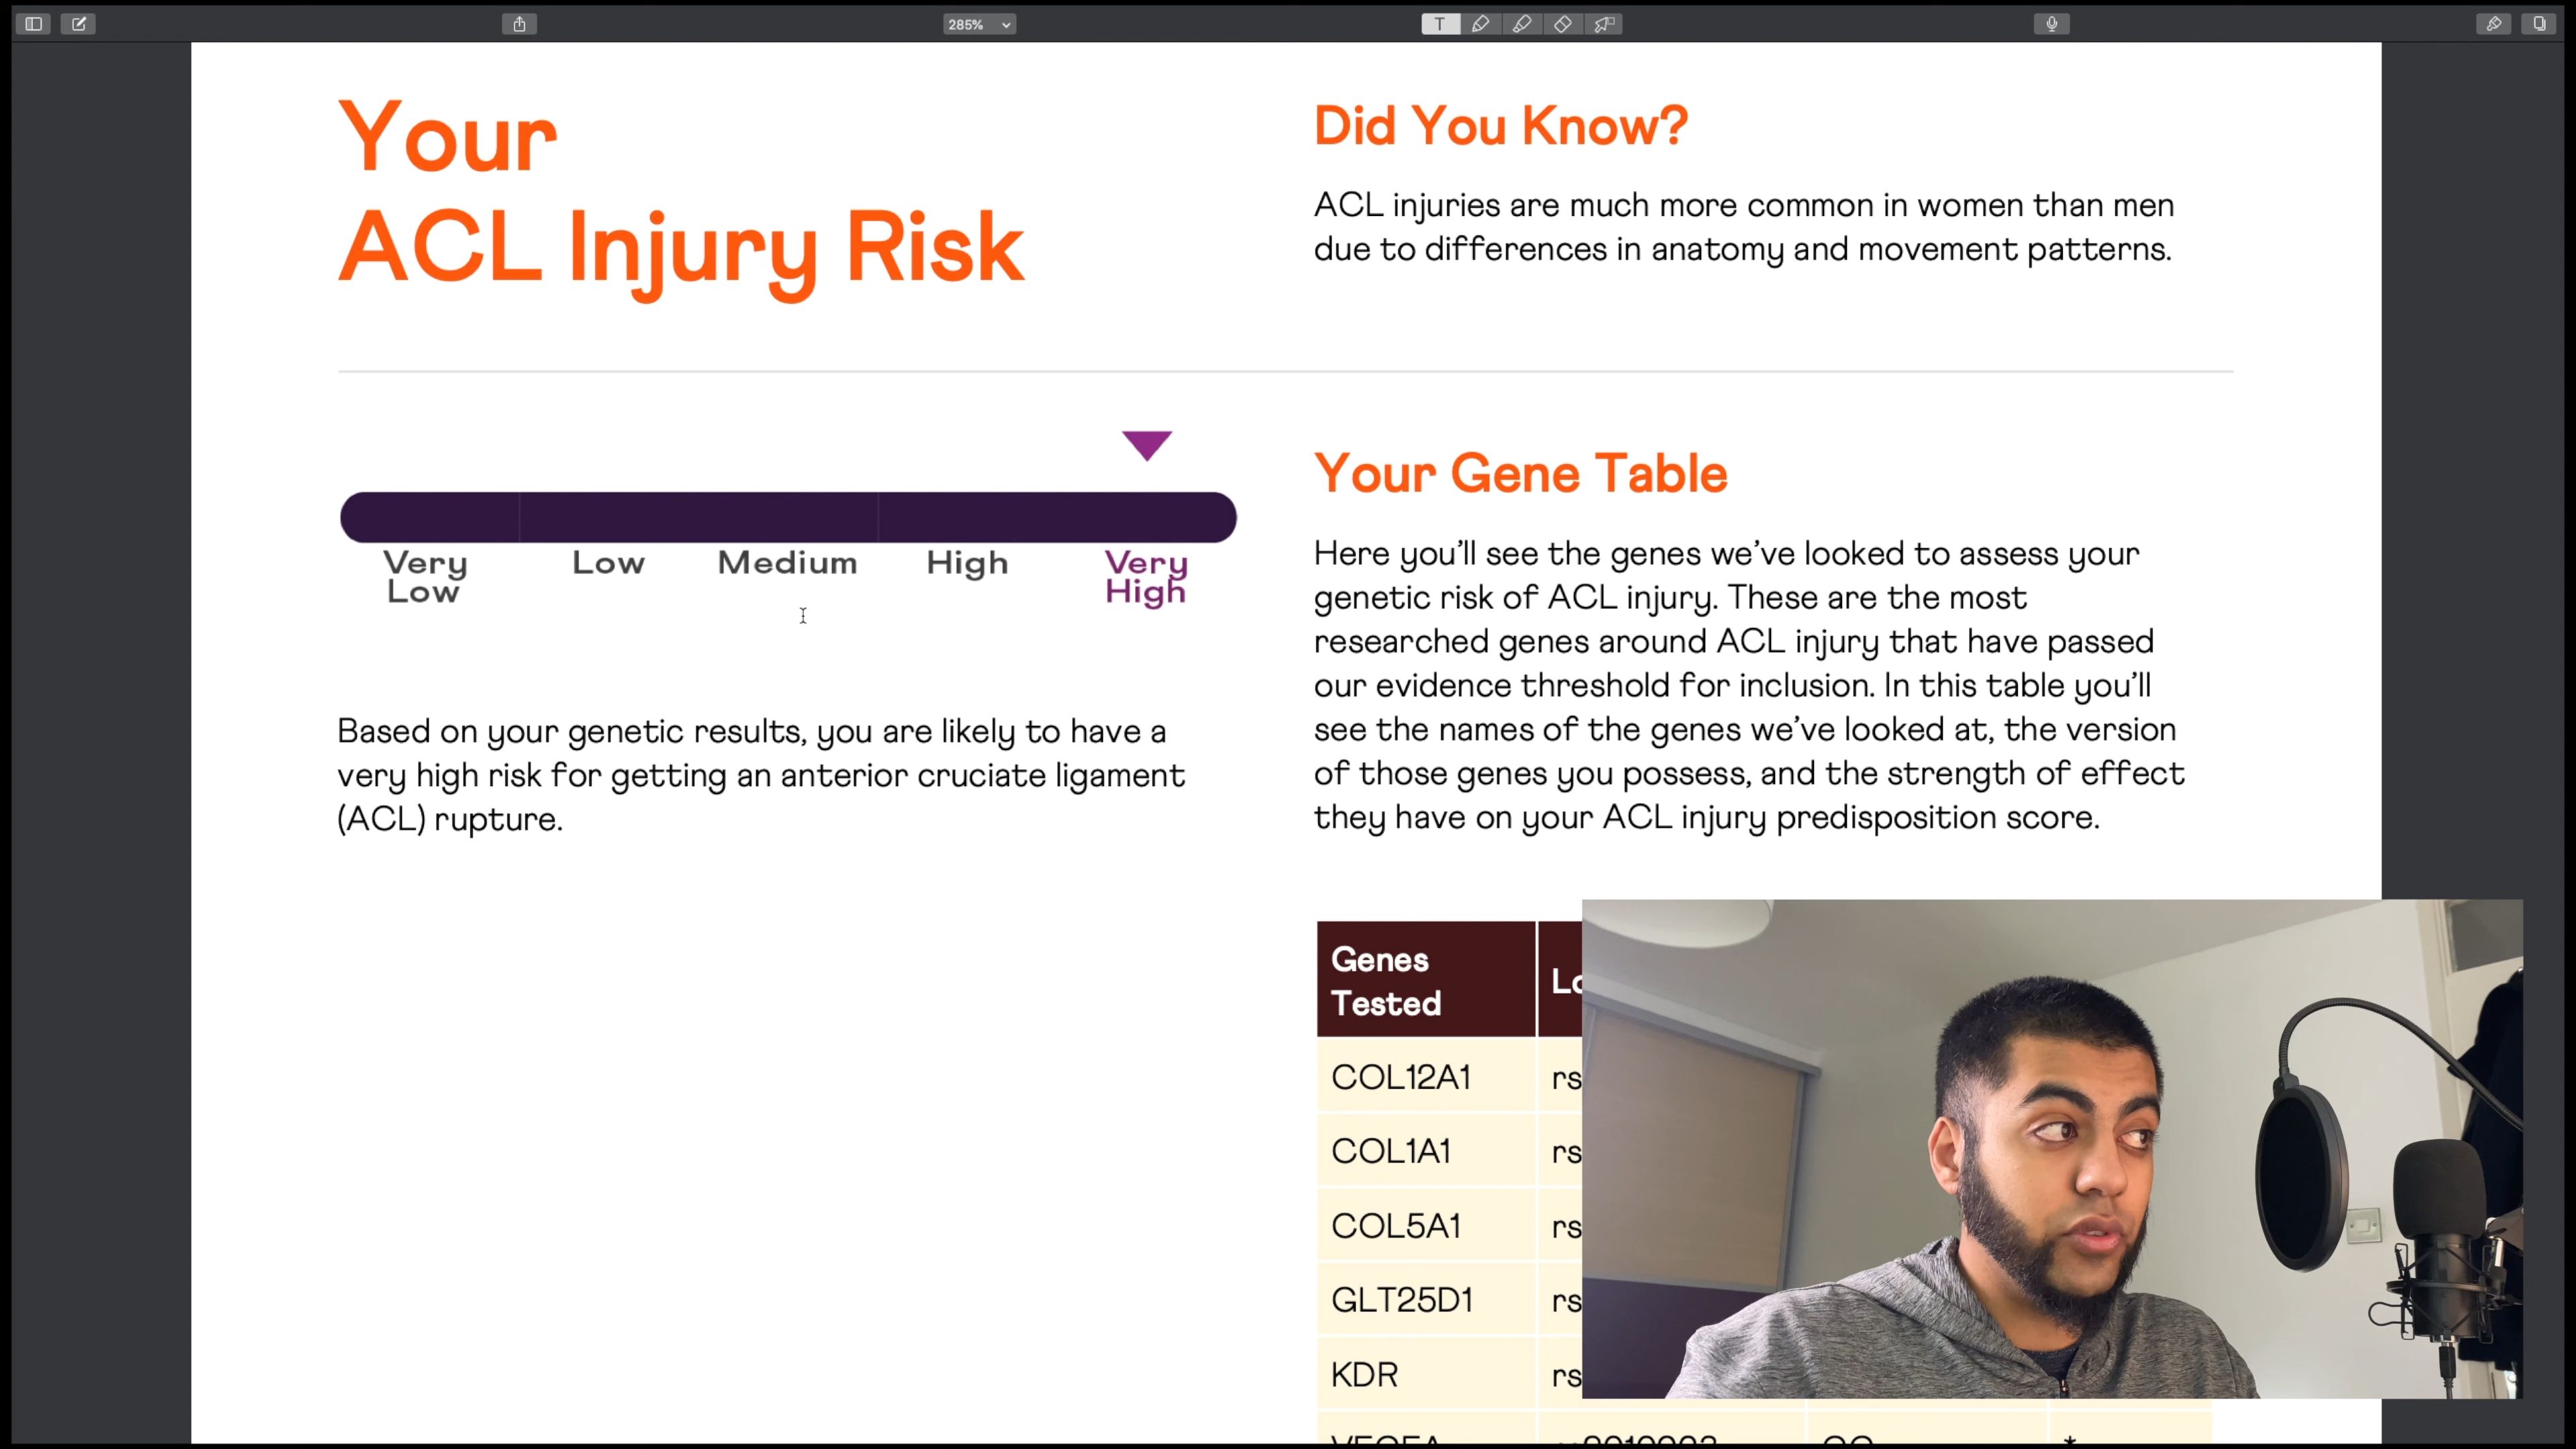 285%
T
Your
ACL Injury Risk
Did You Know?
ACL injuries are much more common in women than men
due to differences in anatomy and movement patterns.
Very
Low
Low
Medium
High
Very
High
Based on your genetic results, you are likely to have a
very high risk for getting an anterior cruciate ligament
(ACL) rupture.
Your Gene Table
Here you'll see the genes we've looked to assess your
genetic risk of ACL injury. These are the most
researched genes around ACL injury that have passed
our evidence threshold for inclusion. In this table you'll
see the names of the genes we've looked at, the version
of those genes you possess, and the strength of effect
they have on your ACL injury predisposition score.
Genes
Tested
Lo
COL12A1 rs
COL1A1 rs
COL5A1 rs
GLT25D1 rs
KDR rs